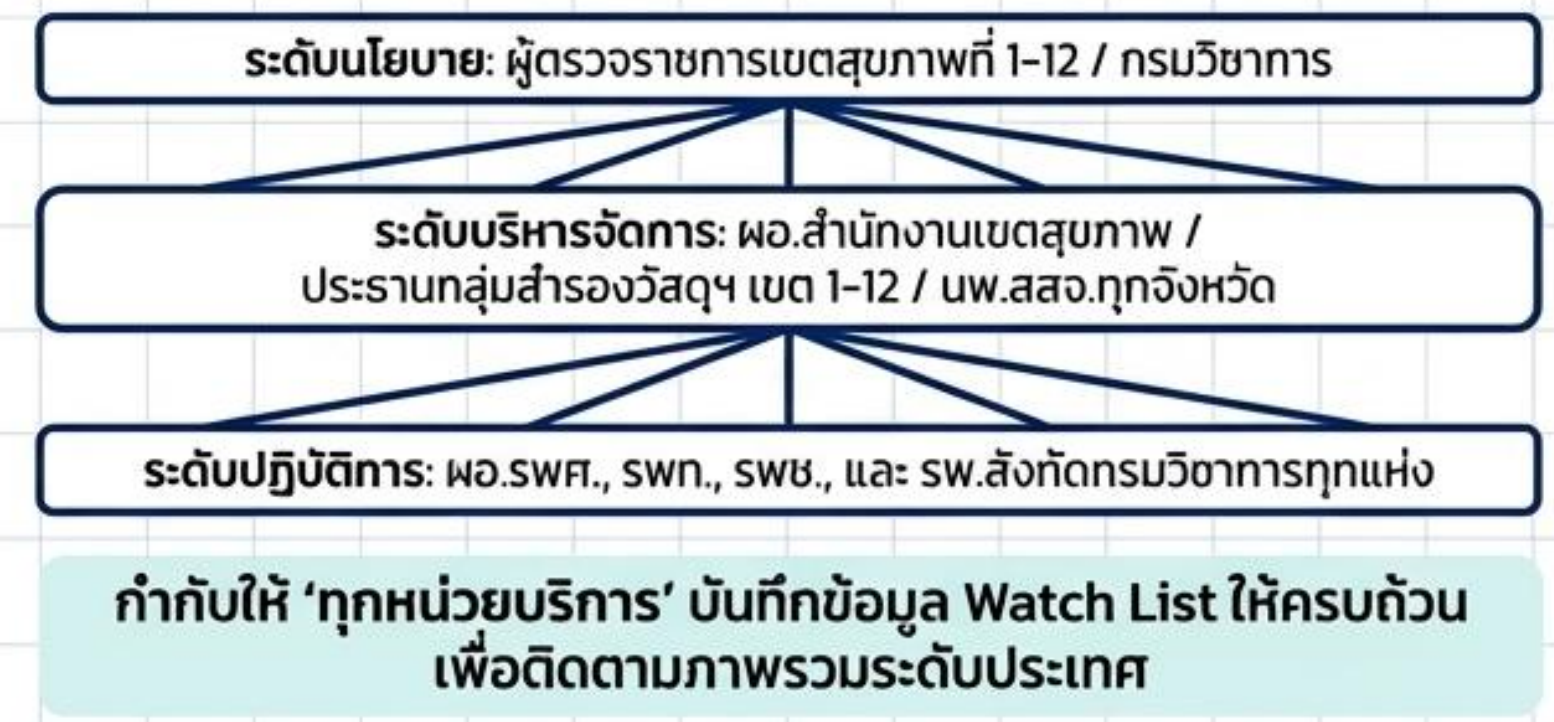 ระดับนโยบาย: ผู้ตรวจราชการเขตสุขภาพที่ 1-12 / กรมวิชาการ
ระดับบริหารจัดการ: ผอ.สำนักงานเขตสุขภาพ /
ประธานกลุ่มสำรองวัสดุฯ เขต 1-12 / นพ.สสจ.ทุกจังหวัด
ระดับปฏิบัติการ: ผอ.รพศ., รพท., รพช., และ รพ.สังกัดกรมวิชาการทุกแห่ง
กำกับให้ ‘ทุกหน่วยบริการ’ บันทึกข้อมูล Watch List ให้ครบถ้วน
เพื่อติดตามภาพรวมระดับประเทศ